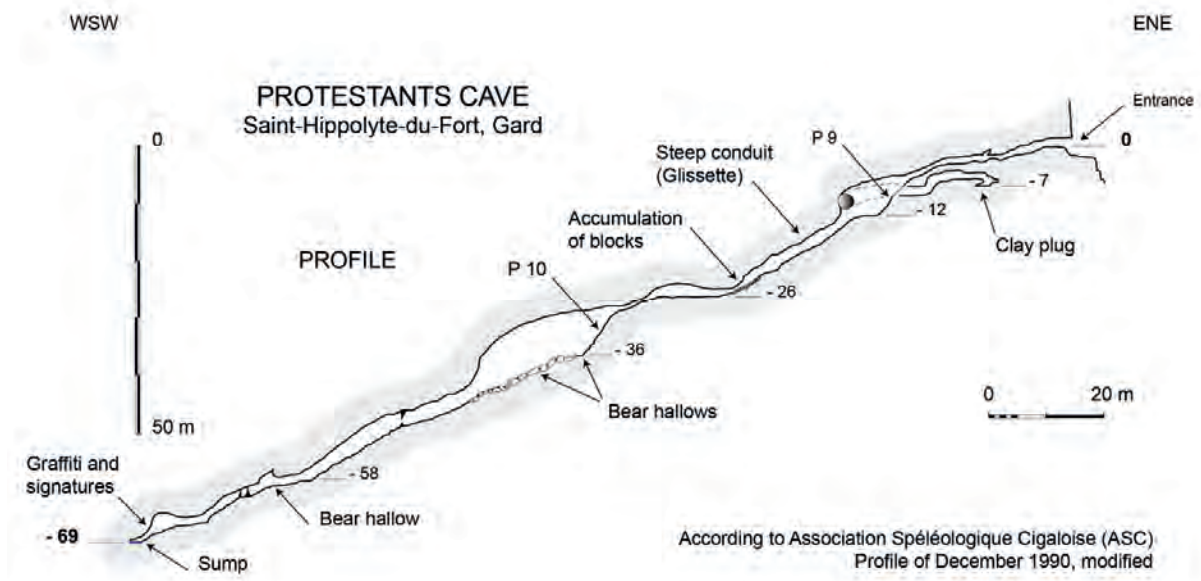 WSW
ENE
PROTESTANTS CAVE
Saint-Hippolyte-du-Fort, Gard
Entrance
0
0
P 9
Steep conduit
(Glissette)
- 7
- 12
Clay plug
Accumulation
of blocks
PROFILE
P 10
- 26
- 36
0
20 m
Bear hallows
50 m
Graffiti and
signatures
- 58
Bear hallow
- 69
Sump
According to Association Spéléologique Cigaloise (ASC)
Profile of December 1990, modified